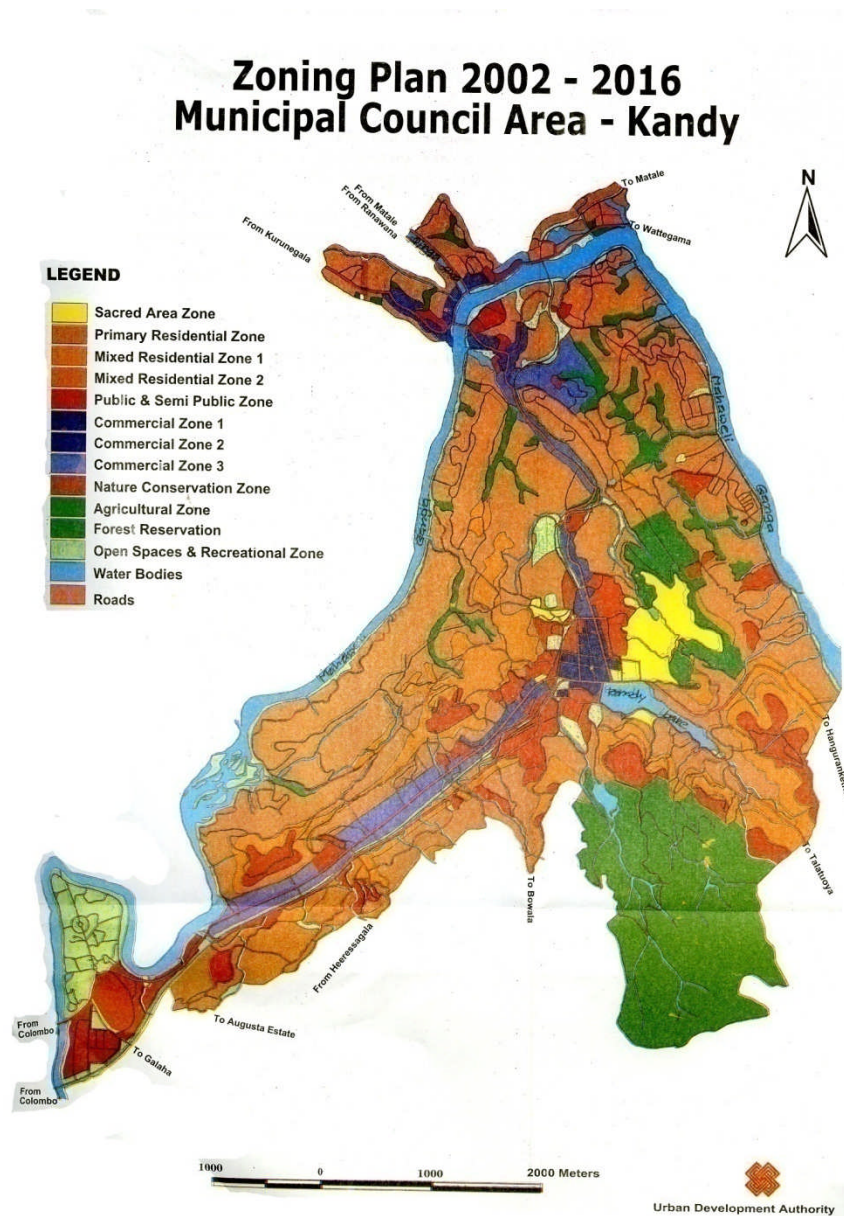 Zoning Plan 2002 - 2016
Municipal Council Area - Kandy
N
To Matale
From Matale
From Ranawana
To Wattegama
From Kurunegala
LEGEND
Sacred Area Zone
Primary Residential Zone
Mixed Residential Zone 1
Mixed Residential Zone 2
Public & Semi Public Zone
Commercial Zone 1
Commercial Zone 2
Commercial Zone 3
Nature Conservation Zone
Agricultural Zone
Forest Reservation
Open Spaces & Recreational Zone
Water Bodies
Roads
Mahaweli
Ganga
Ganga
Mahaweli
Kandy
Lake
To Hanguranketh
To Talatuoya
To Bowala
From Heeressagala
To Augusta Estate
To Galaha
From
Colombo
From
Colombo
1000
0
1000
2000 Meters
Urban Development Authority